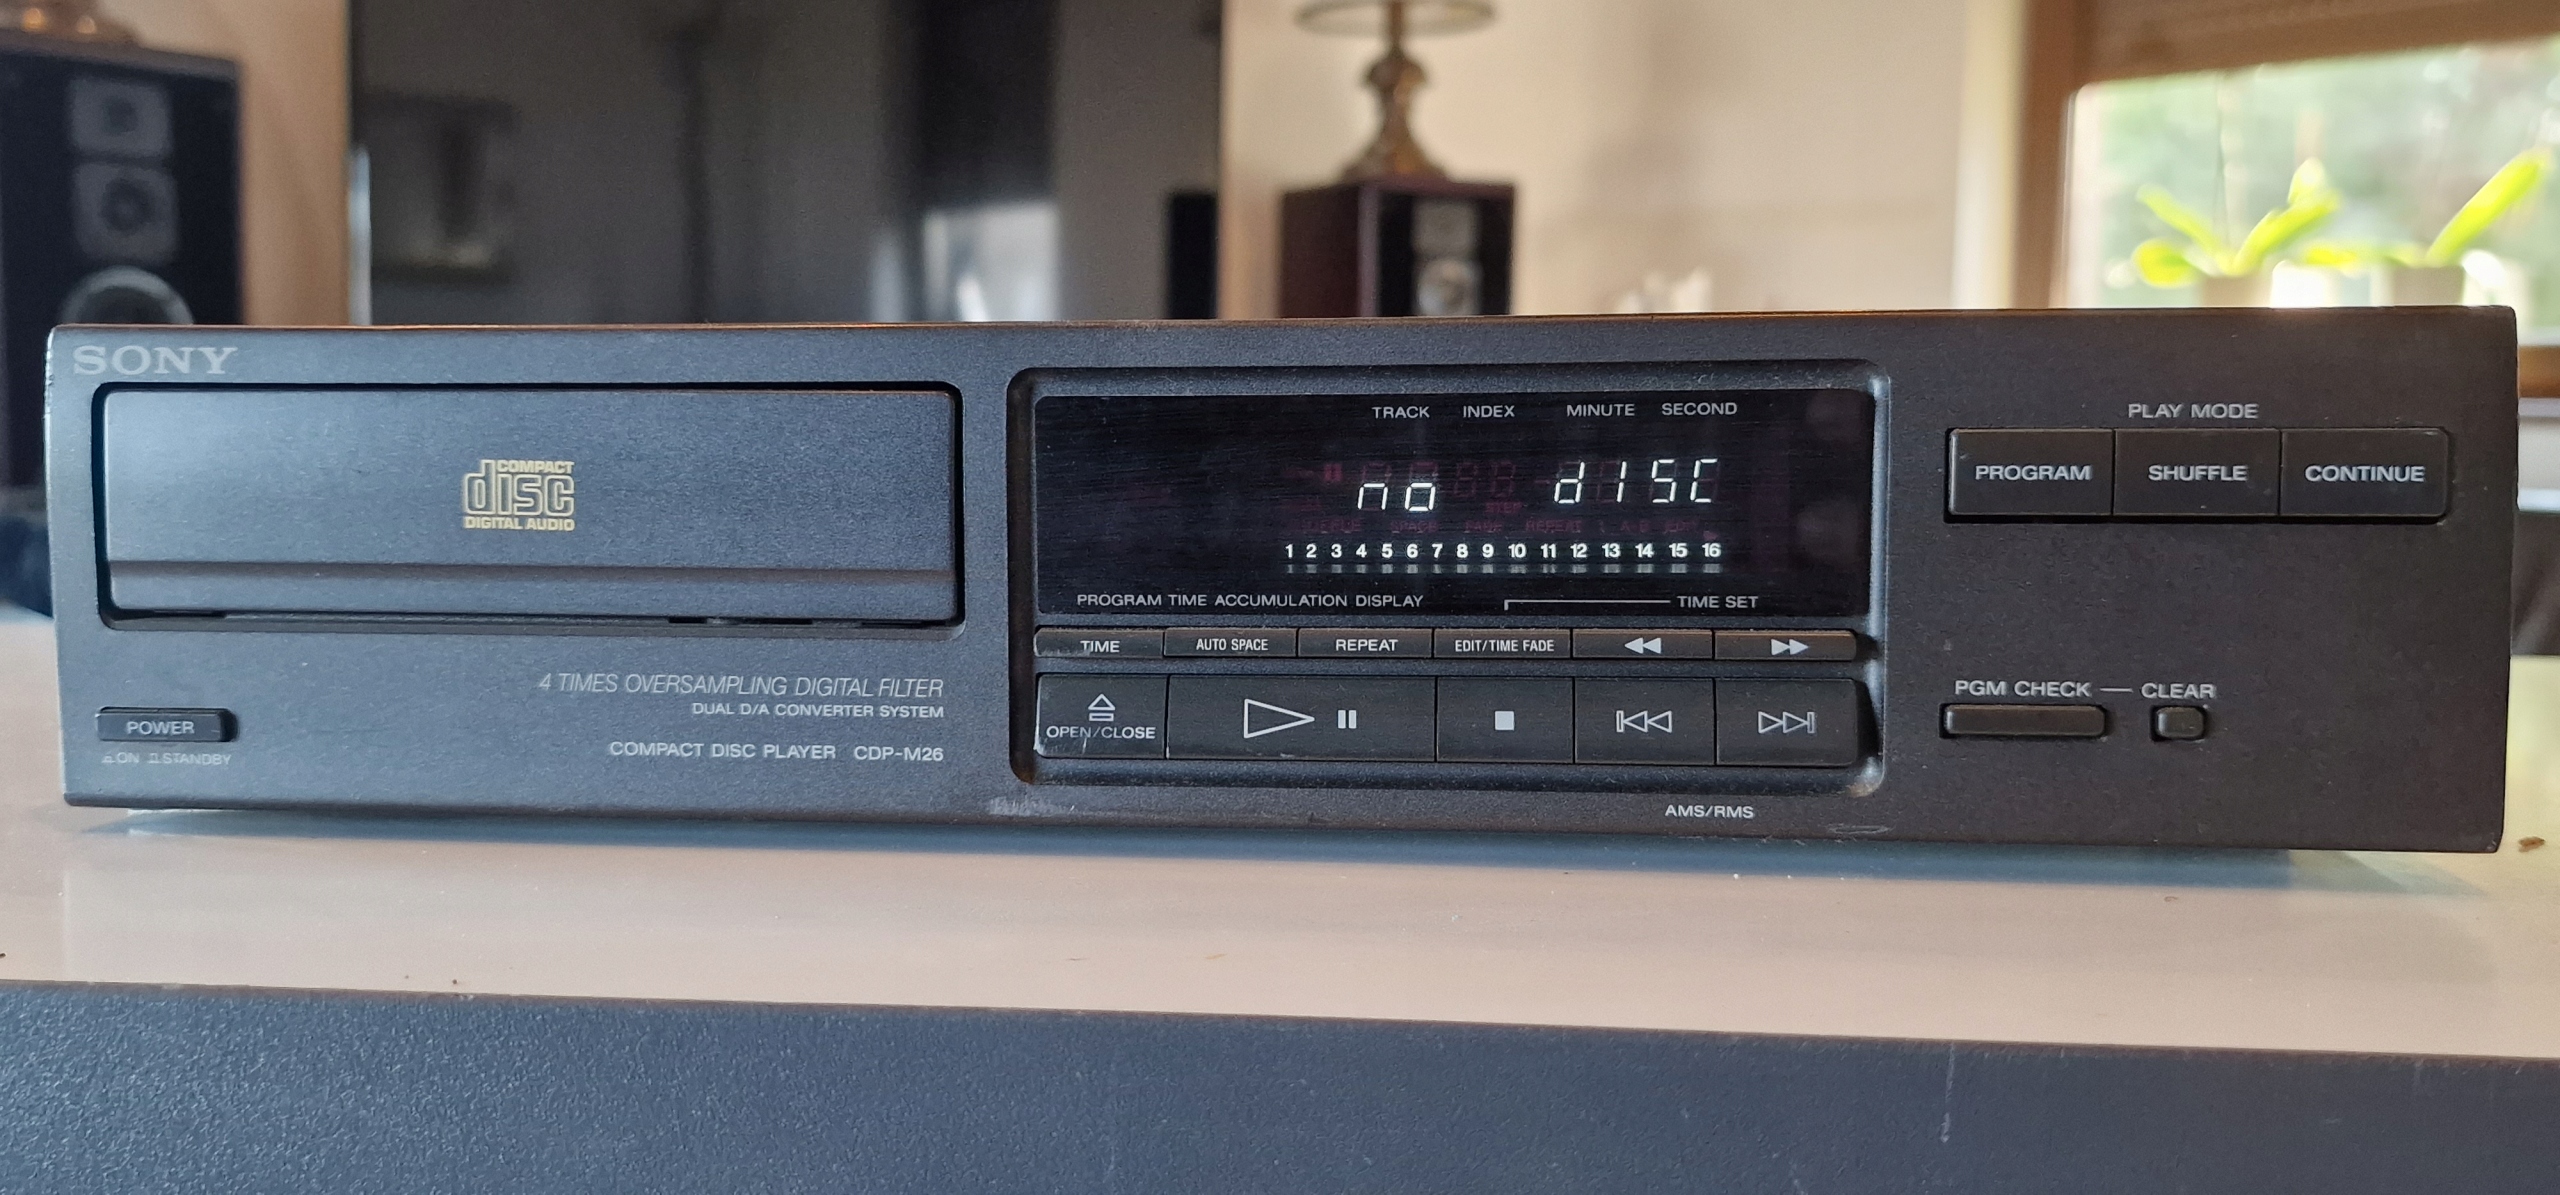 SONY
COMPACT
disc
DIGITAL AUDIO
4 TIMES OVERSAMPLING DIGITAL FILTER
DUAL D/A CONVERTER SYSTEM
COMPACT DISC PLAYER CDP-M26
POWER
ON STANDBY
TRACK INDEX MINUTE SECOND
no dISC
1 2 3 4 5 6 7 8 9 10 11 12 13 14 15 16
PROGRAM TIME ACCUMULATION DISPLAY TIME SET
TIME AUTO SPACE REPEAT EDIT/TIME FADE
OPEN/CLOSE
AMS/RMS
PLAY MODE
PROGRAM SHUFFLE CONTINUE
PGM CHECK — CLEAR